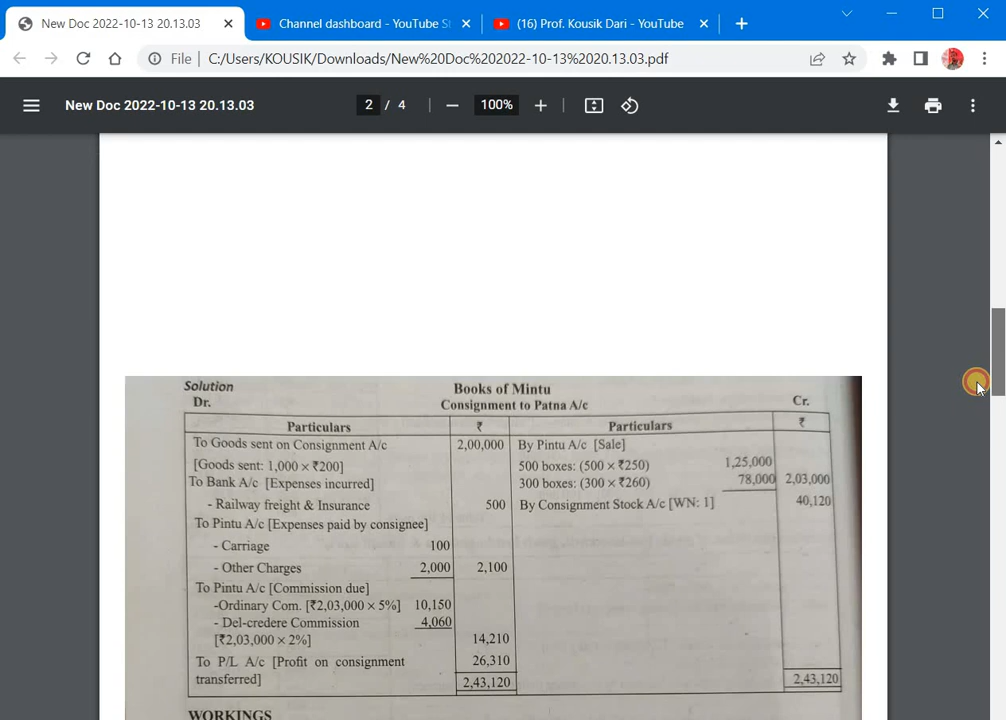 New Doc 2022-10-13 20.13.03
Channel dashboard - YouTube St
(16) Prof. Kousik Dari - YouTube
File C:/Users/KOUSIK/Downloads/New%20Doc%202022-10-13%2020.13.03.pdf
New Doc 2022-10-13 20.13.03 2 / 4 100%
Solution Books of Mintu
Dr. Consignment to Patna A/c Cr.
Particulars ₹ Particulars ₹
To Goods sent on Consignment A/c 2,00,000 By Pintu A/c [Sale]
[Goods sent: 1,000 × ₹200] 500 boxes: (500 × ₹250) 1,25,000
To Bank A/c [Expenses incurred] 300 boxes: (300 × ₹260) 78,000 2,03,000
- Railway freight & Insurance 500 By Consignment Stock A/c [WN: 1] 40,120
To Pintu A/c [Expenses paid by consignee]
- Carriage 100
- Other Charges 2,000 2,100
To Pintu A/c [Commission due]
-Ordinary Com. [₹2,03,000 × 5%] 10,150
- Del-credere Commission 4,060
[₹2,03,000 × 2%] 14,210
To P/L A/c [Profit on consignment 26,310
transferred] 2,43,120 2,43,120
WORKINGS